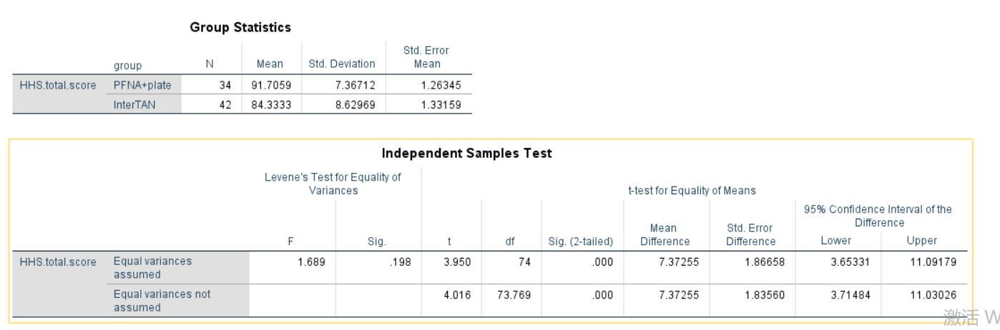 Group Statistics
group N Mean Std. Deviation Std. Error Mean
HHS.total.score PFNA+plate 34 91.7059 7.36712 1.26345
InterTAN 42 84.3333 8.62969 1.33159
Independent Samples Test
Levene's Test for Equality of Variances t-test for Equality of Means
95% Confidence Interval of the Difference
F Sig. t df Sig. (2-tailed) Mean Difference Std. Error Difference Lower Upper
HHS.total.score Equal variances assumed 1.689 .198 3.950 74 .000 7.37255 1.86658 3.65331 11.09179
Equal variances not assumed 4.016 73.769 .000 7.37255 1.83560 3.71484 11.03026
激活 W